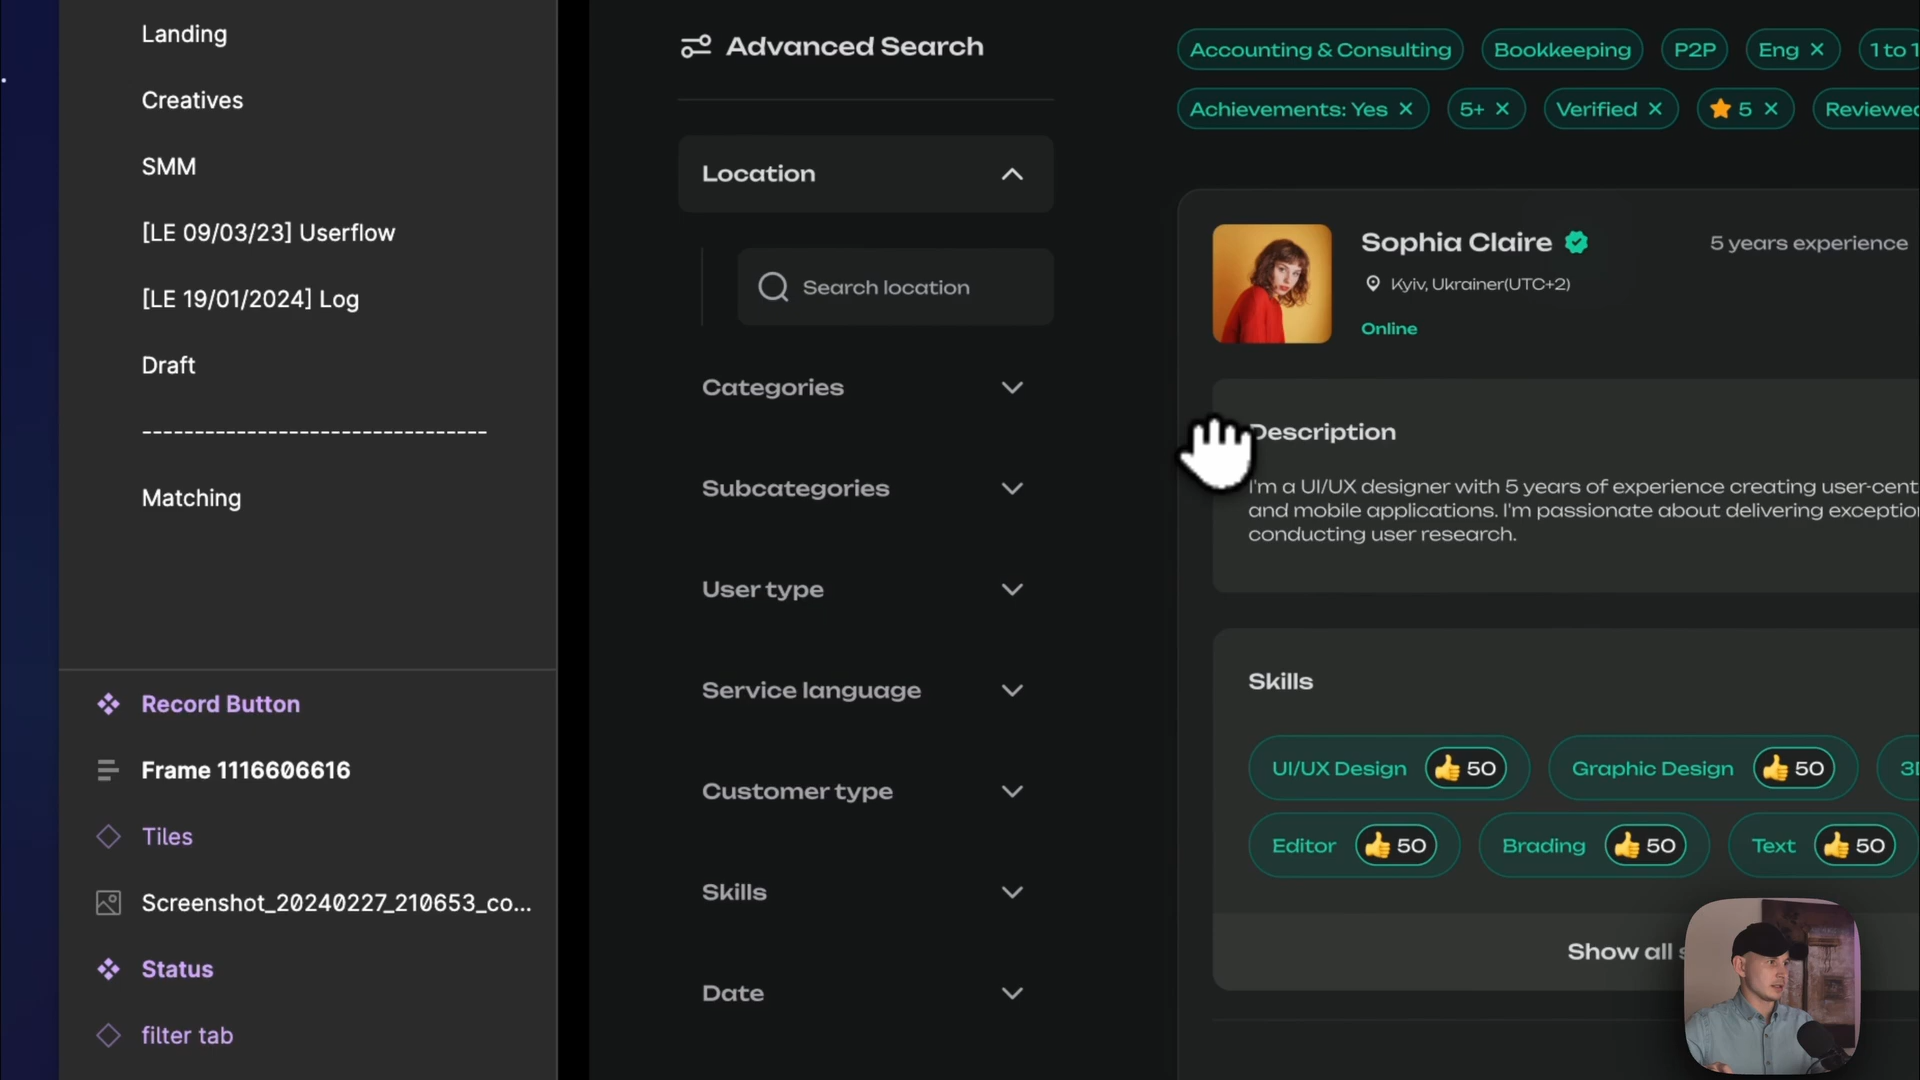 Landing
Creatives
SMM
[LE 09/03/23] Userflow
[LE 19/01/2024] Log
Draft
---------------------------------
Matching
Record Button
Frame 1116606616
Tiles
Screenshot_20240227_210653_co...
Status
filter tab
Advanced Search
Location
Search location
Categories
Subcategories
User type
Service language
Customer type
Skills
Date
Accounting & Consulting Bookkeeping P2P Eng × 1 to 1
Achievements: Yes × 5+ × Verified × 5 × Reviewed
Sophia Claire 5 years experience
Kyiv, Ukrainer(UTC+2)
Online
Description
I'm a UI/UX designer with 5 years of experience creating user-cent
and mobile applications. I'm passionate about delivering exceptio
conducting user research.
Skills
UI/UX Design 50 Graphic Design 50 3D
Editor 50 Brading 50 Text 50
Show all